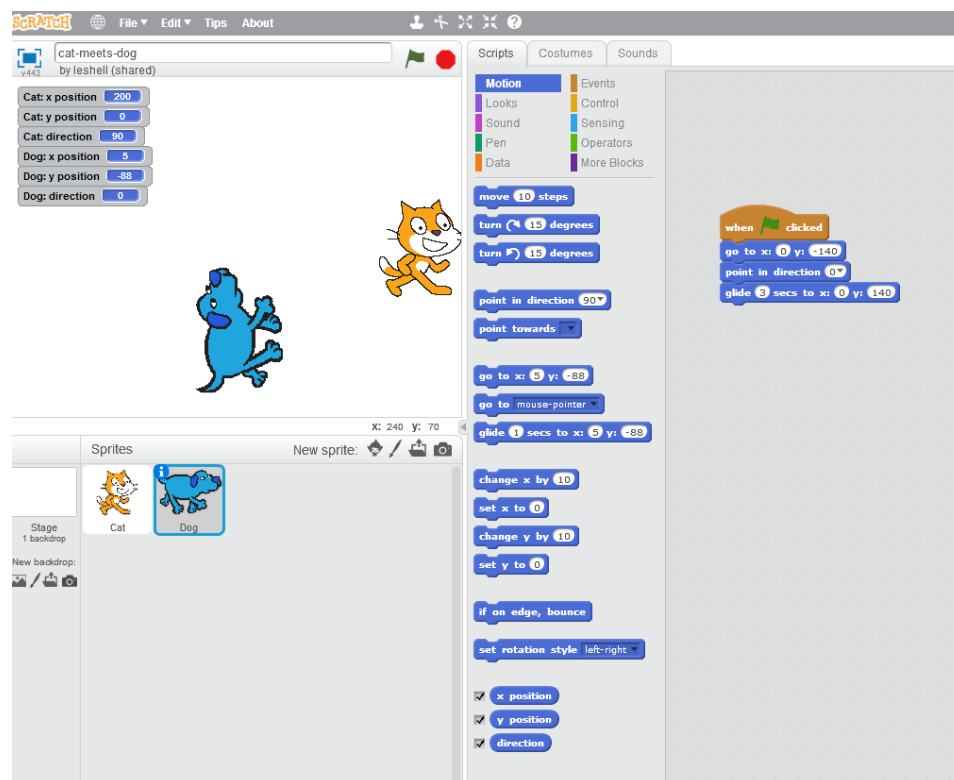 SCRATCH File Edit Tips About
cat-meets-dog
v443 by leshell (shared)
Cat: x position 200
Cat: y position 0
Cat: direction 90
Dog: x position 5
Dog: y position -88
Dog: direction 0
X: 240 Y: 70
Sprites New sprite:
Stage
1 backdrop
New backdrop:
Cat Dog
Scripts Costumes Sounds
Motion Events
Looks Control
Sound Sensing
Pen Operators
Data More Blocks
move 10 steps
turn 15 degrees
turn 15 degrees
point in direction 90
point towards
go to x: 5 y: -88
go to mouse-pointer
glide 1 secs to x: 5 y: -88
change x by 10
set x to 0
change y by 10
set y to 0
if on edge, bounce
set rotation style left-right
x position
y position
direction
when clicked
go to x: 0 y: -140
point in direction 0
glide 3 secs to x: 0 y: 140